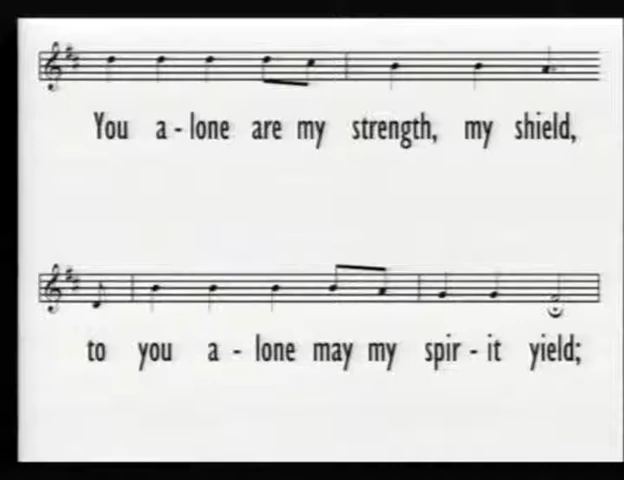 You a - lone are my strength, my shield,
to you a - lone may my spir - it yield;